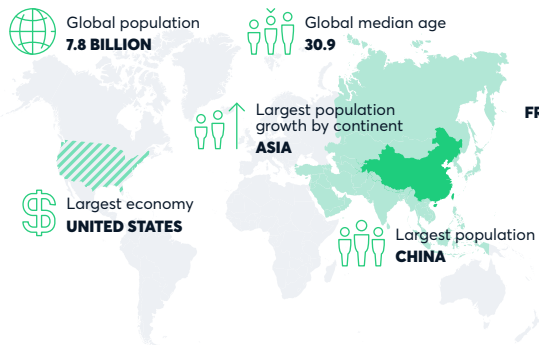 Global population
7.8 BILLION
Global median age
30.9
Largest population
growth by continent
ASIA
FR
Largest economy
UNITED STATES
Largest population
CHINA